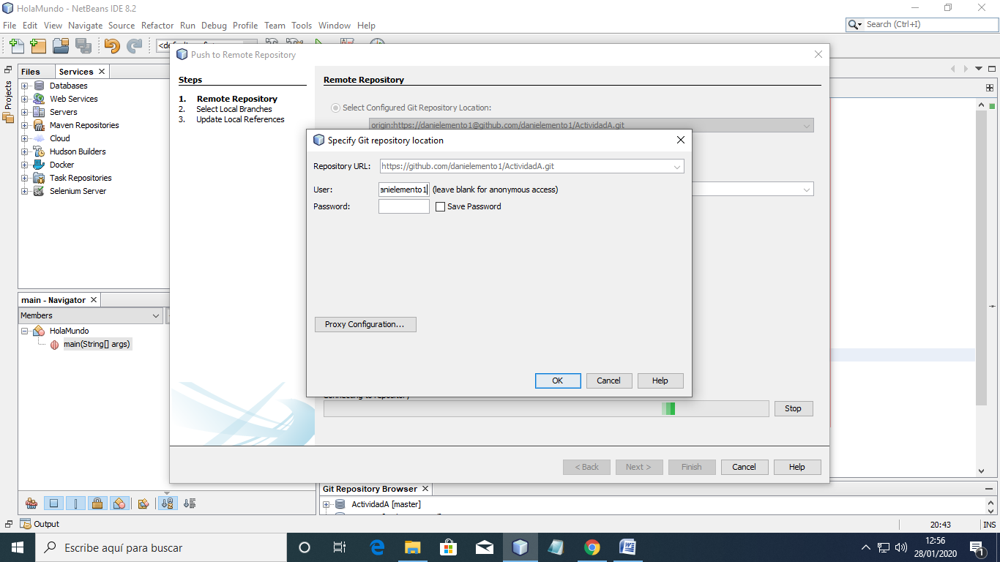 HolaMundo - NetBeans IDE 8.2
File Edit View Navigate Source Refactor Run Debug Profile Team Tools Window Help
Search (Ctrl+I)
Push to Remote Repository
Files Services
Projects
Databases
Web Services
Servers
Maven Repositories
Cloud
Hudson Builders
Docker
Task Repositories
Selenium Server
Steps
1. Remote Repository
2. Select Local Branches
3. Update Local References
Remote Repository
Select Configured Git Repository Location:
origin:https://danielemento1@github.com/danielemento1/ActividadA.git
Specify Git repository location
Repository URL: https://github.com/danielemento1/ActividadA.git
User: anielemento1 (leave blank for anonymous access)
Password: Save Password
Proxy Configuration...
OK Cancel Help
Connecting to repository
Stop
< Back Next > Finish Cancel Help
main - Navigator
Members
HolaMundo
main(String[] args)
Git Repository Browser
ActividadA [master]
Output
20:43 INS
Escribe aquí para buscar
12:56
28/01/2020
1